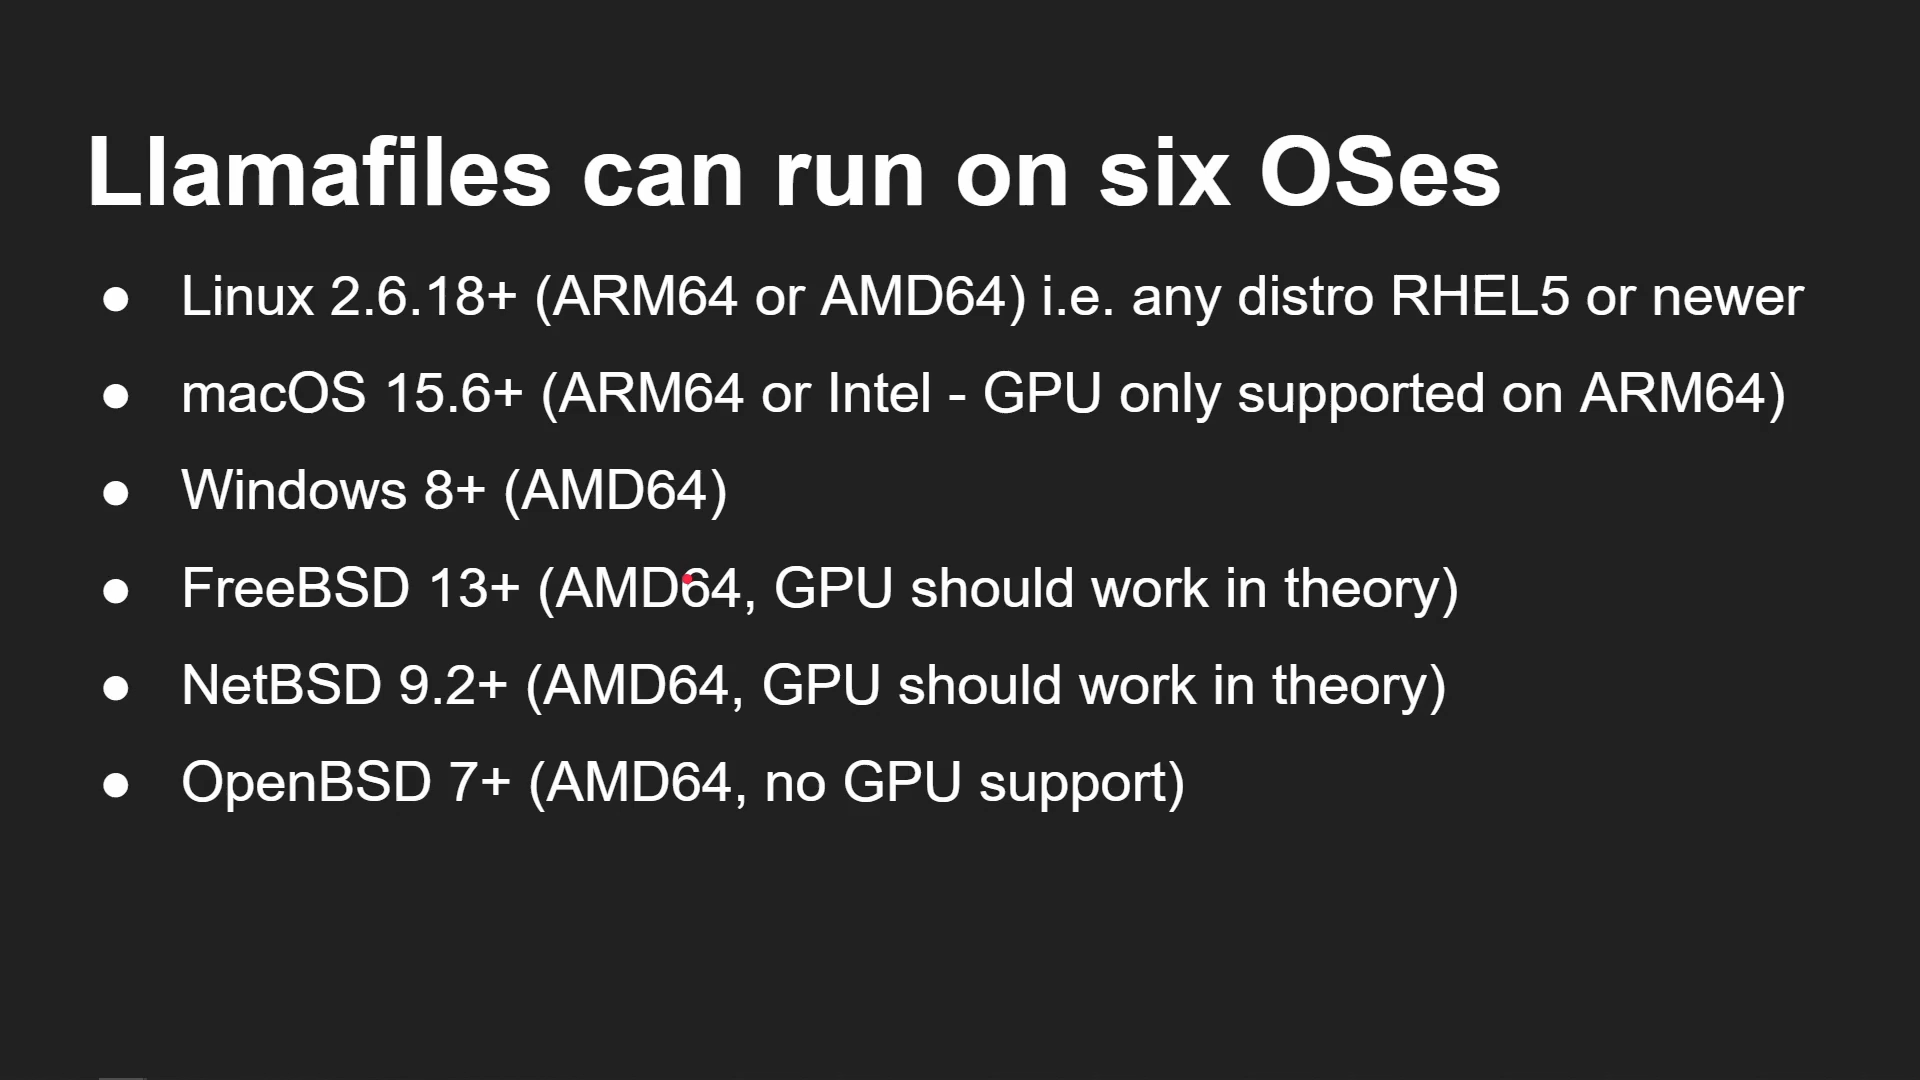 Llamafiles can run on six OSes
● Linux 2.6.18+ (ARM64 or AMD64) i.e. any distro RHEL5 or newer
● macOS 15.6+ (ARM64 or Intel - GPU only supported on ARM64)
● Windows 8+ (AMD64)
● FreeBSD 13+ (AMD64, GPU should work in theory)
● NetBSD 9.2+ (AMD64, GPU should work in theory)
● OpenBSD 7+ (AMD64, no GPU support)